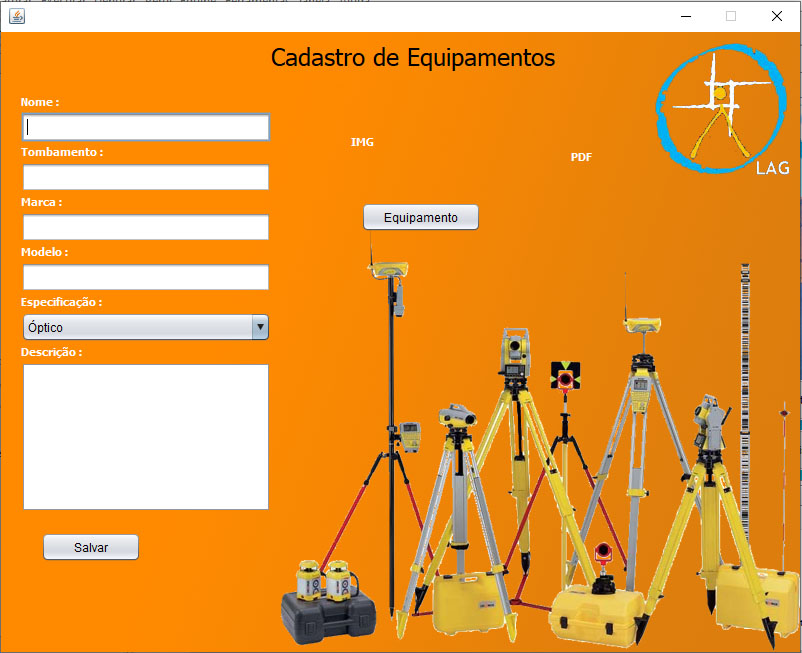 Cadastro de Equipamentos
Nome :
Tombamento :
Marca :
Modelo :
Especificação :
Óptico
Descrição :
Salvar
IMG
PDF
Equipamento
LAG